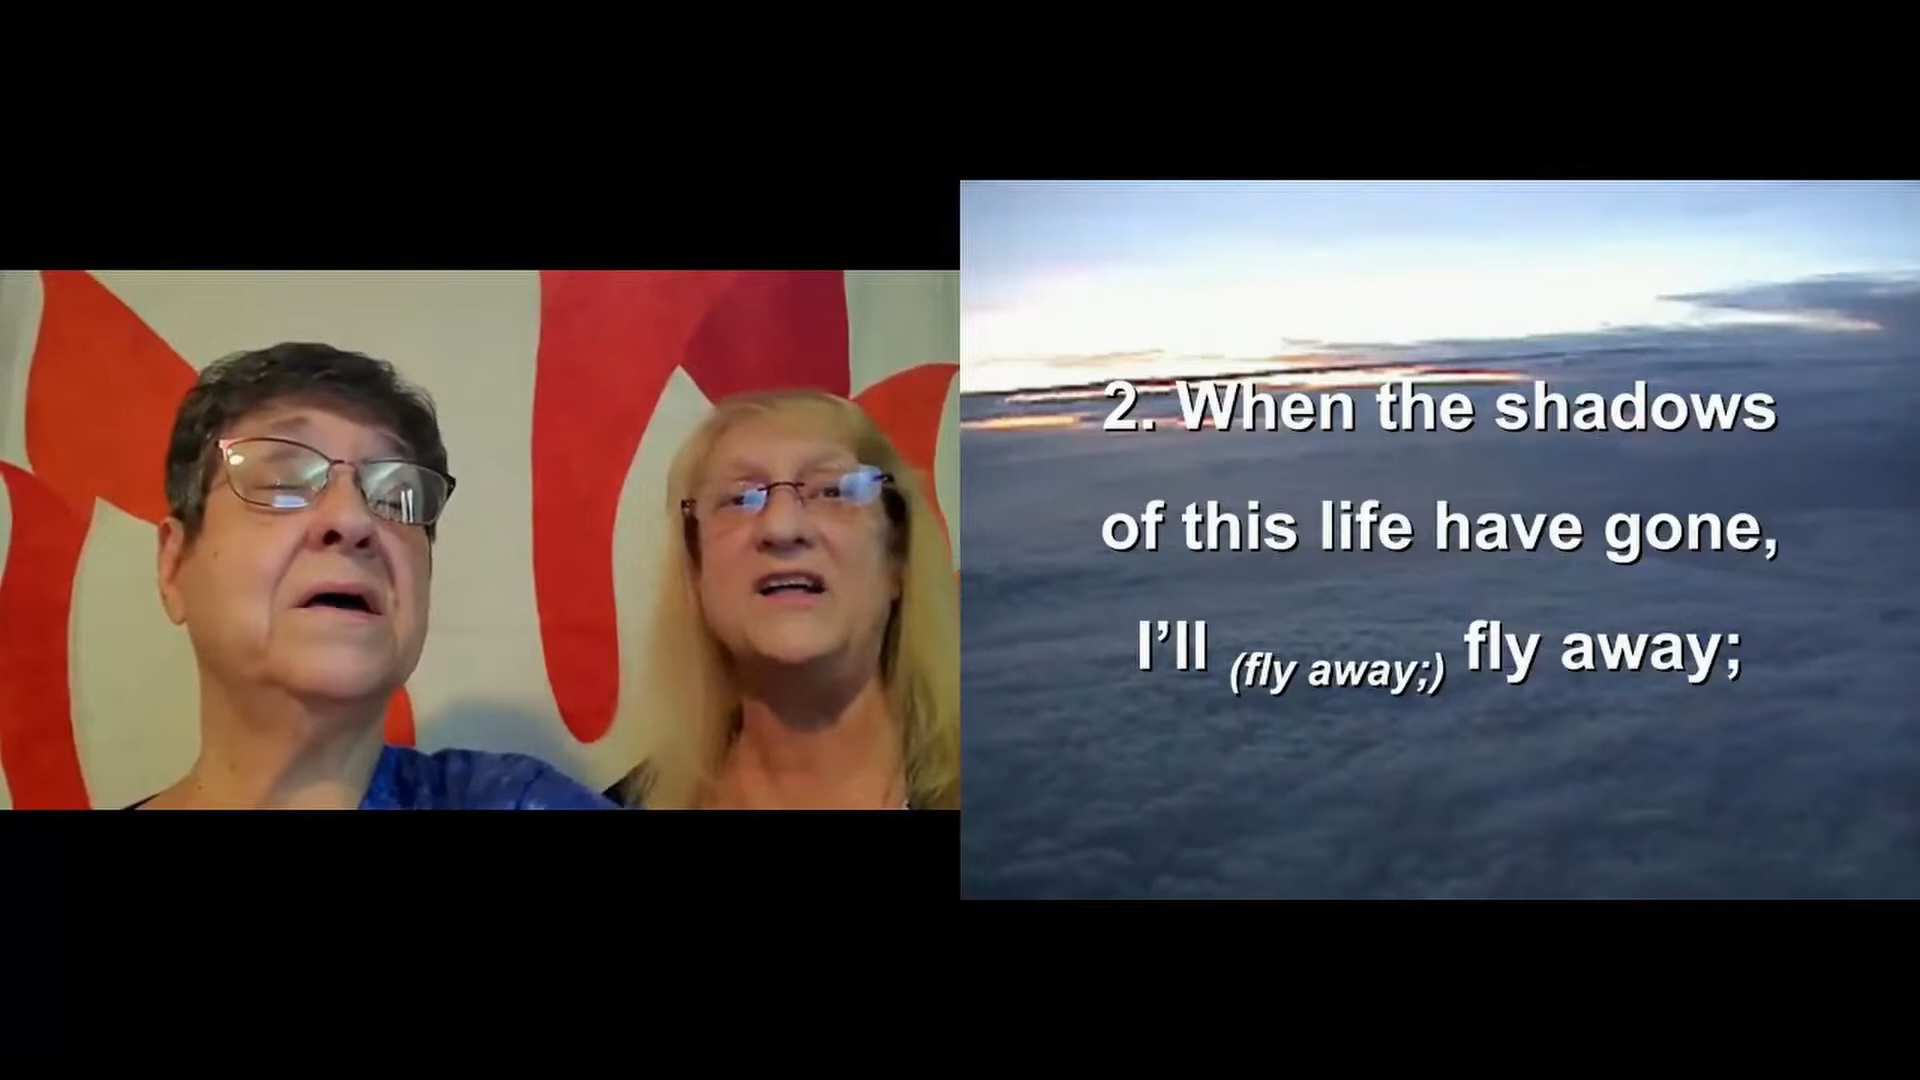 2. When the shadows
of this life have gone,
I’ll (fly away;) fly away;